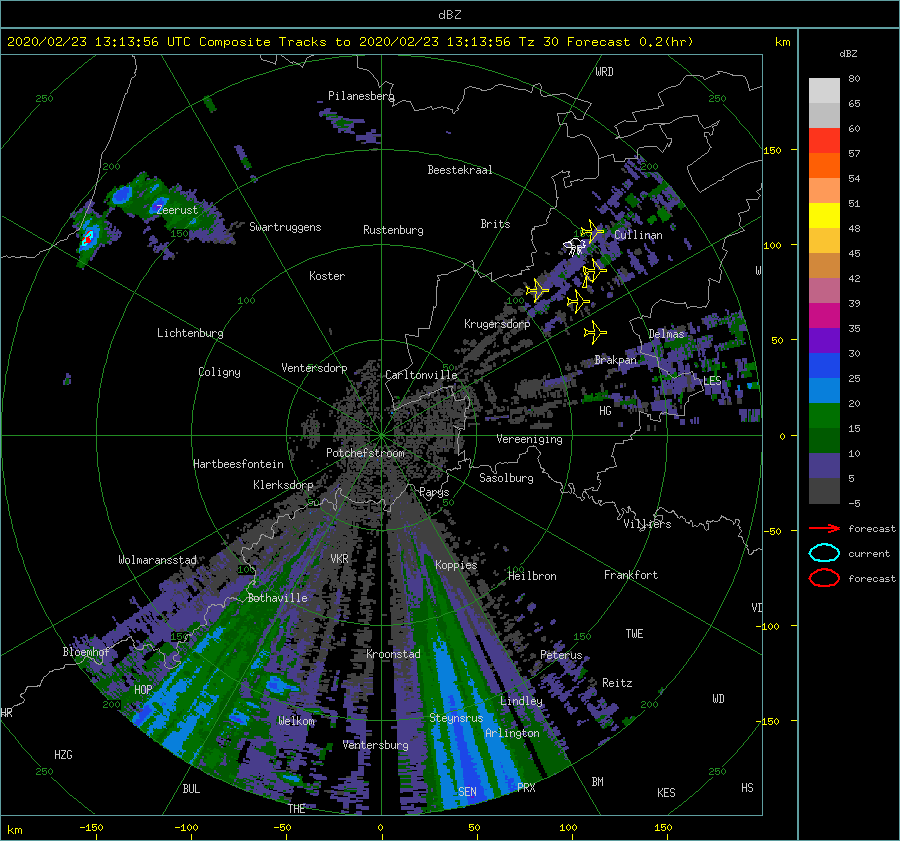 dBZ
2020/02/23 13:13:56 UTC Composite Tracks to 2020/02/23 13:13:56 Tz 30 Forecast 0.2(hr)
km
dBZ
80
65
60
57
54
51
48
45
42
39
35
30
25
20
15
10
5
-5
forecast
current
forecast
WRD
250
Pilanesberg
250
150
200
Beestekraal
200
Zeerust
Brits
Swartruggens
Rustenburg
150
Cullinan
100
W
Koster
100
100
Krugersdorp
Lichtenburg
Delmas
50
Brakpan
Ventersdorp
Coligny
Carltonville
LES
HG
Vereeniging
0
Potchefstroom
Hartbeesfontein
Sasolburg
Klerksdorp
Parys
50
50
Villiers
-50
Wolmaransstad
VKR
Koppies
100
100
Heilbron
Frankfort
Bothaville
VD
-100
150
150
TWE
Bloemhof
Kroonstad
Peterus
HOP
Reitz
WD
200
Lindley
200
HR
Welkom
Steynsrus
-150
Arlington
Ventersburg
HZG
250
250
BUL
SEN
PRX
BM
KES
HS
THE
km
-150
-100
-50
0
50
100
150